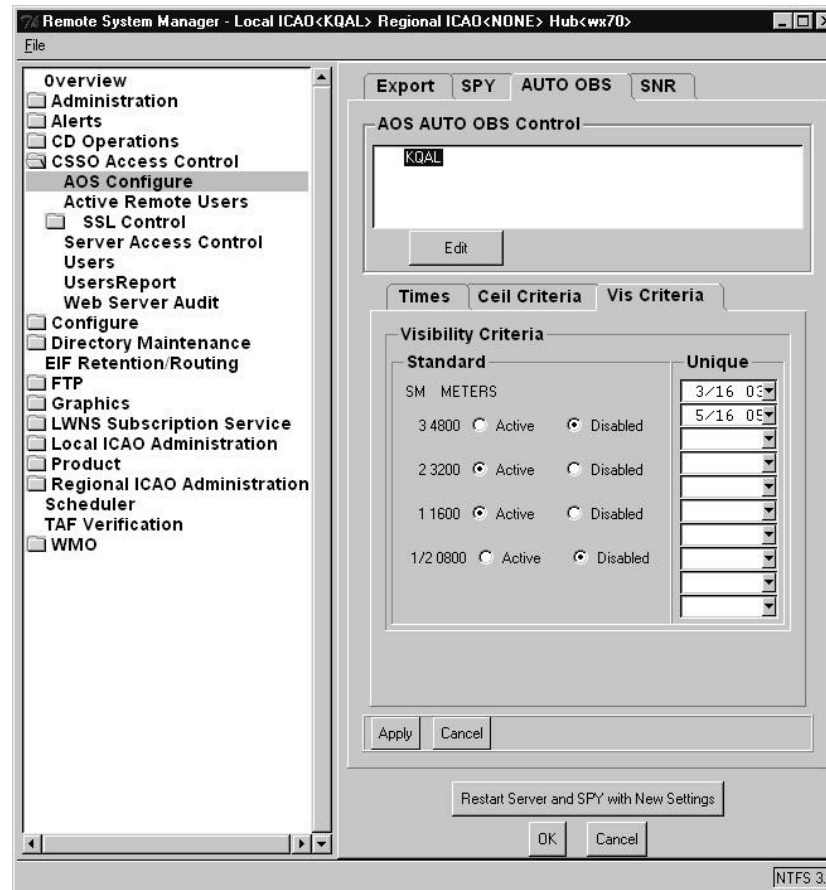 Remote System Manager - Local ICAO<KQAL> Regional ICAO<NONE> Hub<wx70>
File
Overview
Administration
Alerts
CD Operations
CSSO Access Control
AOS Configure
Active Remote Users
SSL Control
Server Access Control
Users
UsersReport
Web Server Audit
Configure
Directory Maintenance
EIF Retention/Routing
FTP
Graphics
LWNS Subscription Service
Local ICAO Administration
Product
Regional ICAO Administration
Scheduler
TAF Verification
WMO
Export SPY AUTO OBS SNR
AOS AUTO OBS Control
KQAL
Edit
Times Ceil Criteria Vis Criteria
Visibility Criteria
Standard Unique
SM METERS
3 4800 Active Disabled
2 3200 Active Disabled
1 1600 Active Disabled
1/2 0800 Active Disabled
3/16 03
5/16 05
Apply Cancel
Restart Server and SPY with New Settings
OK Cancel
NTFS 3.